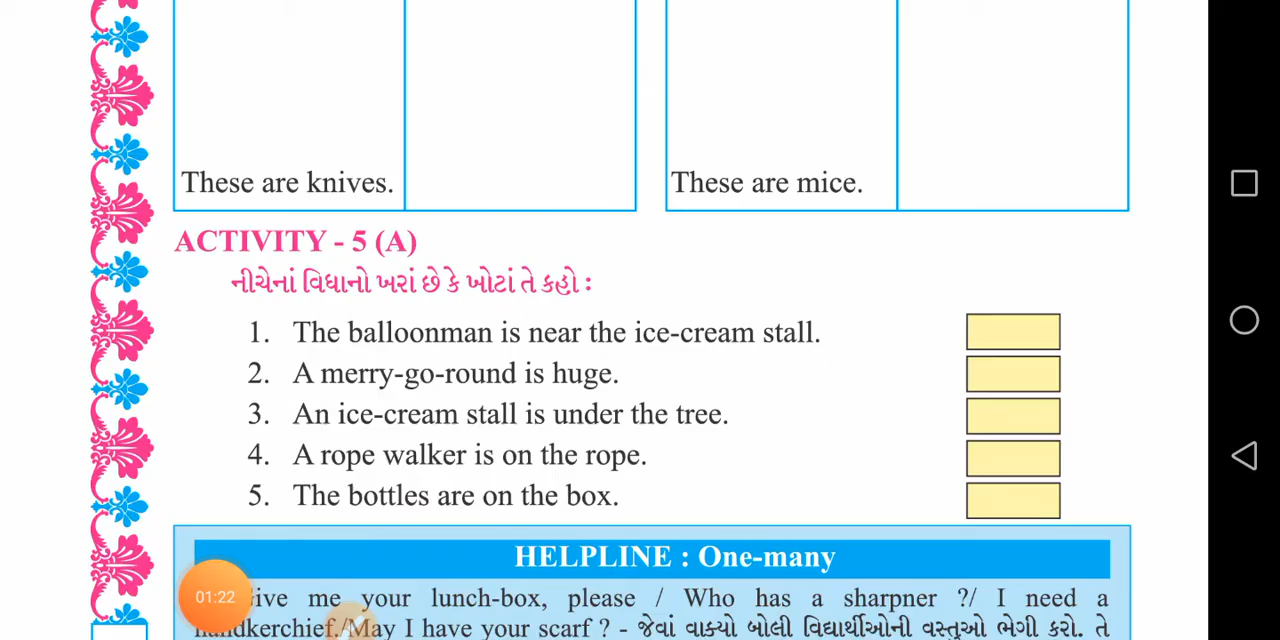 These are knives.
These are mice.
ACTIVITY - 5 (A)
નીચેનાં વિધાનો ખરાં છે કે ખોટાં તે કહો :
1. The balloonman is near the ice-cream stall.
2. A merry-go-round is huge.
3. An ice-cream stall is under the tree.
4. A rope walker is on the rope.
5. The bottles are on the box.
HELPLINE : One-many
me your lunch-box, please / Who has a sharpner ?/ I need a
01:22
May I have your scarf ? - જેવાં વાક્યો બોલી વિદ્યાર્થીઓની વસ્તુઓ ભેગી કરો. તે